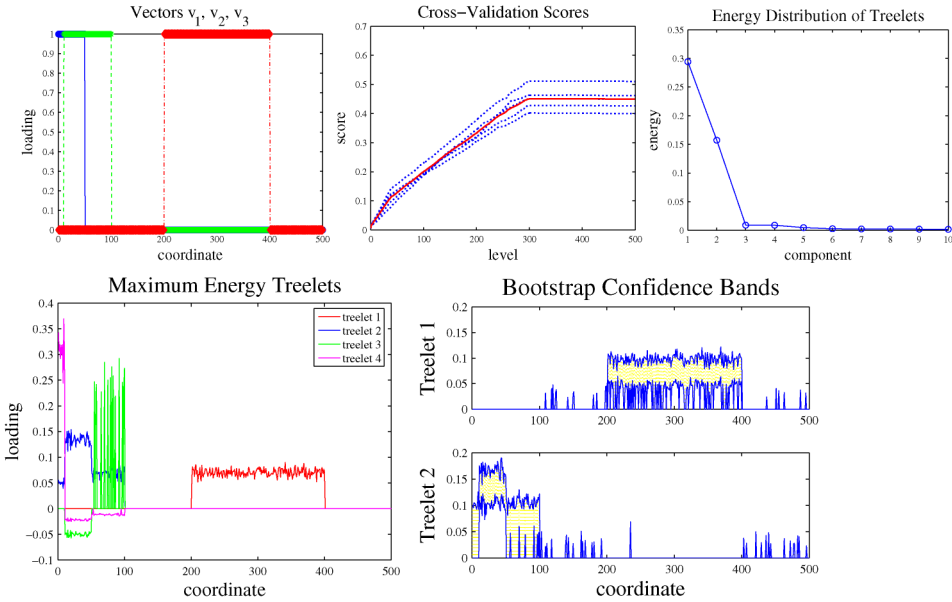 Vectors v1, v2, v3
loading
1
0.9
0.8
0.7
0.6
0.5
0.4
0.3
0.2
0.1
0
0 100 200 300 400 500
coordinate
Cross−Validation Scores
score
0.7
0.6
0.5
0.4
0.3
0.2
0.1
0
0 100 200 300 400 500
level
Energy Distribution of Treelets
energy
0.35
0.3
0.25
0.2
0.15
0.1
0.05
0
1 2 3 4 5 6 7 8 9 10
component
Maximum Energy Treelets
loading
0.4
0.35
0.3
0.25
0.2
0.15
0.1
0.05
0
−0.05
−0.1
0 100 200 300 400 500
coordinate
treelet 1
treelet 2
treelet 3
treelet 4
Bootstrap Confidence Bands
Treelet 1
0.2
0.15
0.1
0.05
0
0 100 200 300 400 500
Treelet 2
0.2
0.15
0.1
0.05
0
0 100 200 300 400 500
coordinate